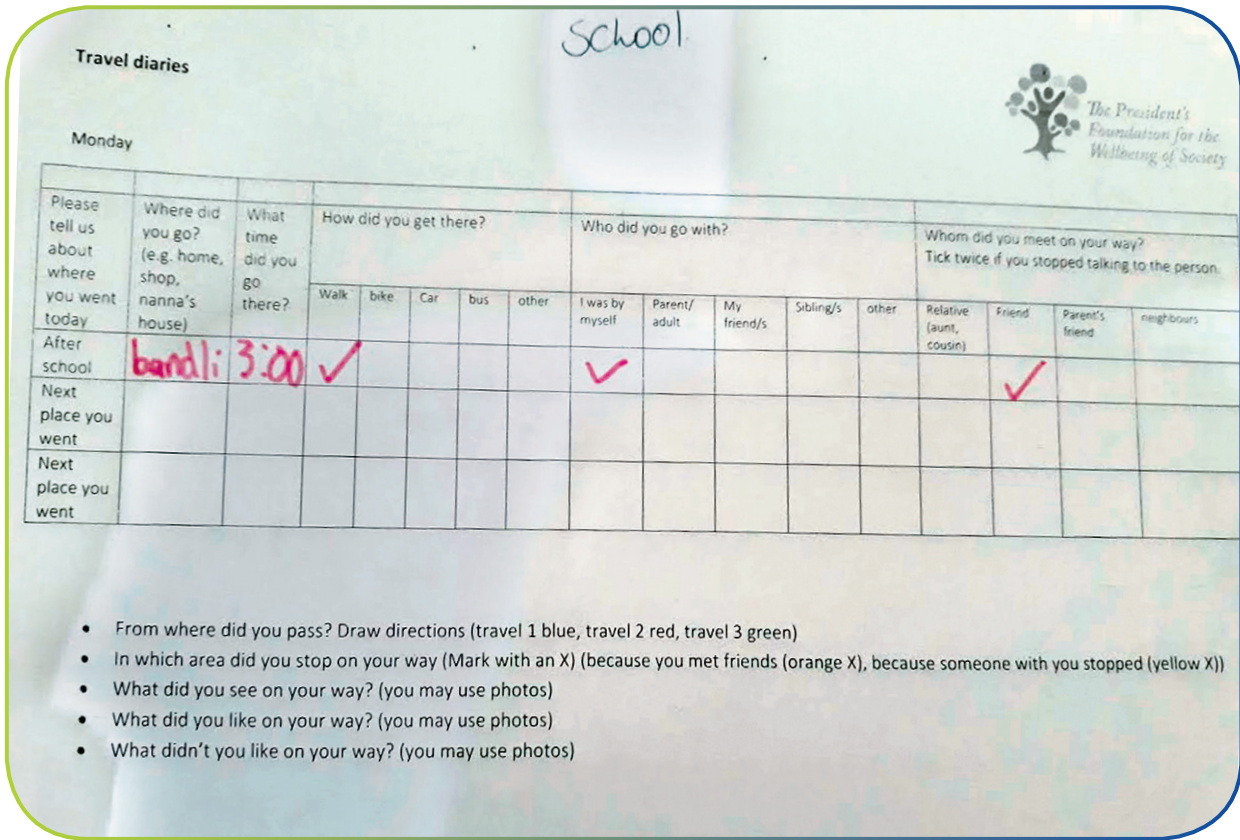 School
Travel diaries
The President's
Foundation for the
Wellbeing of Society
Monday
Please
tell us
about
where
you went
today
Where did
you go?
(e.g. home,
shop,
nanna's
house)
What
time
did you
go
there?
How did you get there?
Who did you go with?
Whom did you meet on your way?
Tick twice if you stopped talking to the person.
Walk bike Car bus other
I was by
myself
Parent/
adult
My
friend/s
Sibling/s
other
Relative
(aunt,
cousin)
Friend
Parent's
friend
neighbours
After
school
bandli 3:00 ✓ ✓ ✓
Next
place you
went
Next
place you
went
• From where did you pass? Draw directions (travel 1 blue, travel 2 red, travel 3 green)
• In which area did you stop on your way (Mark with an X) (because you met friends (orange X), because someone with you stopped (yellow X))
• What did you see on your way? (you may use photos)
• What did you like on your way? (you may use photos)
• What didn't you like on your way? (you may use photos)